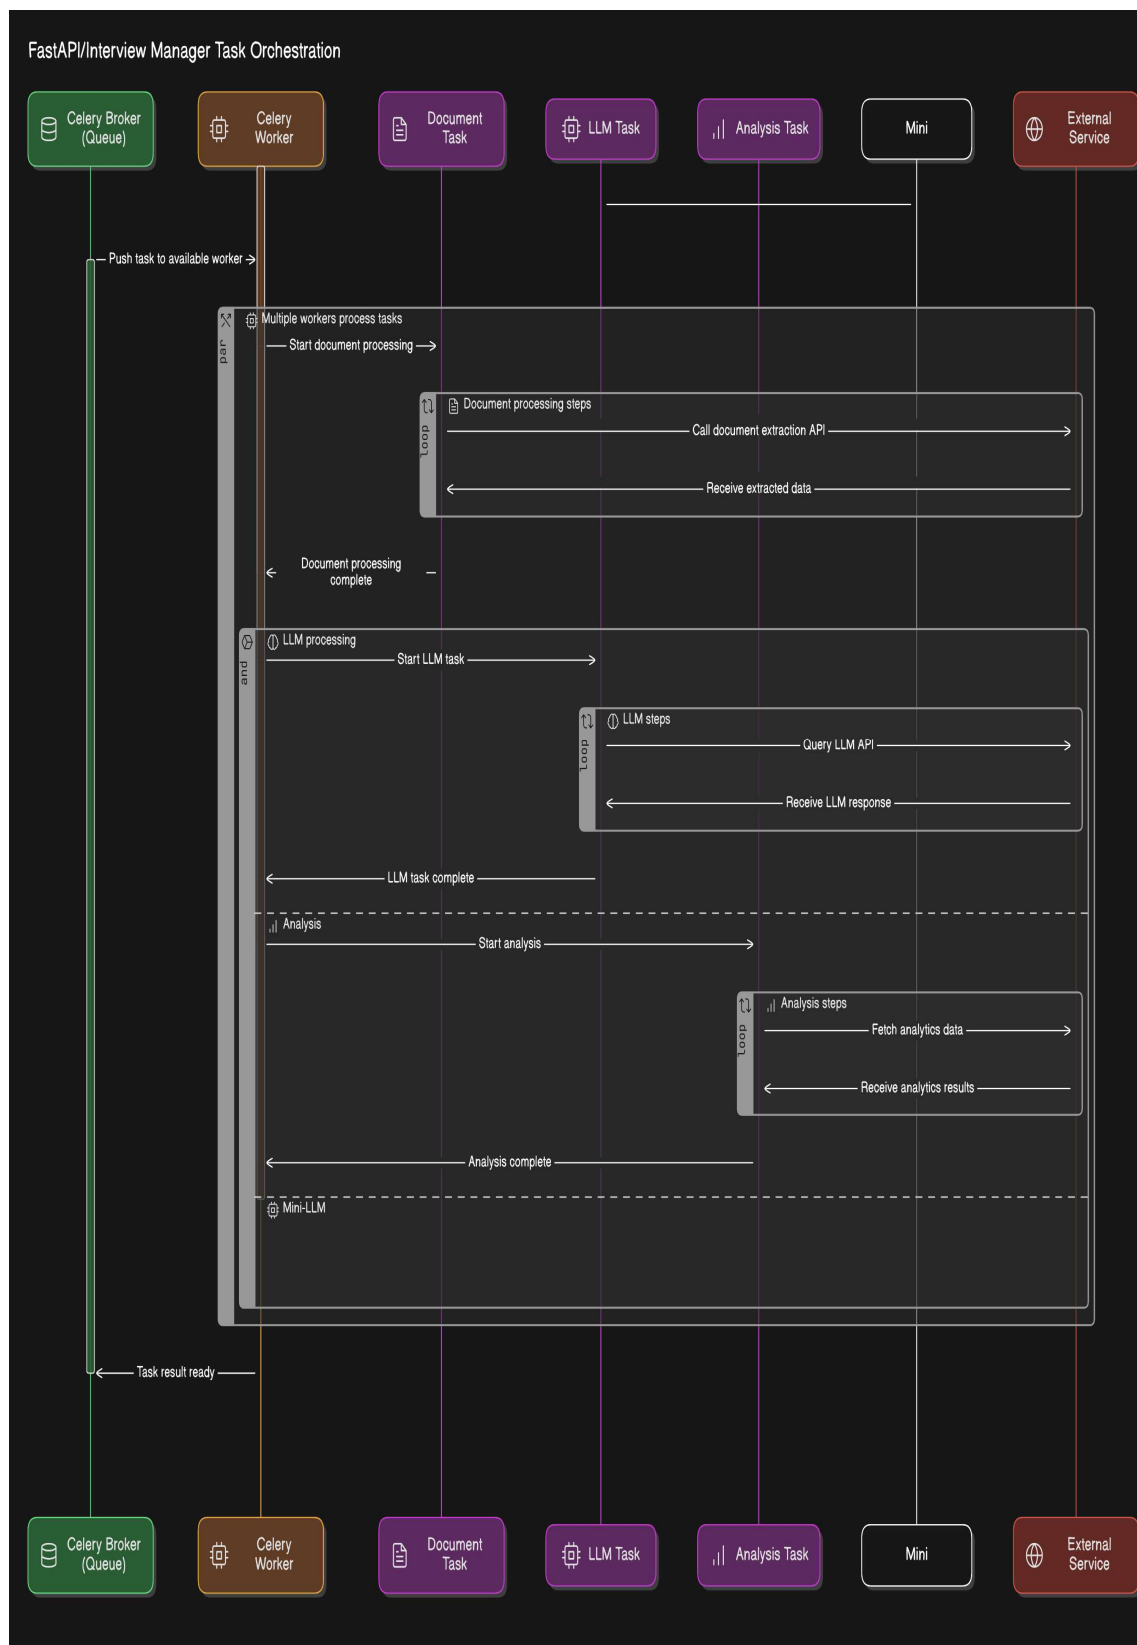 FastAPI/Interview Manager Task Orchestration
Celery Broker
(Queue)
Celery
Worker
Document
Task
LLM Task
Analysis Task
Mini
External
Service
Push task to available worker
par
Multiple workers process tasks
Start document processing
loop
Document processing steps
Call document extraction API
Receive extracted data
Document processing
complete
and
LLM processing
Start LLM task
loop
LLM steps
Query LLM API
Receive LLM response
LLM task complete
Analysis
Start analysis
loop
Analysis steps
Fetch analytics data
Receive analytics results
Analysis complete
Mini-LLM
Task result ready
Celery Broker
(Queue)
Celery
Worker
Document
Task
LLM Task
Analysis Task
Mini
External
Service